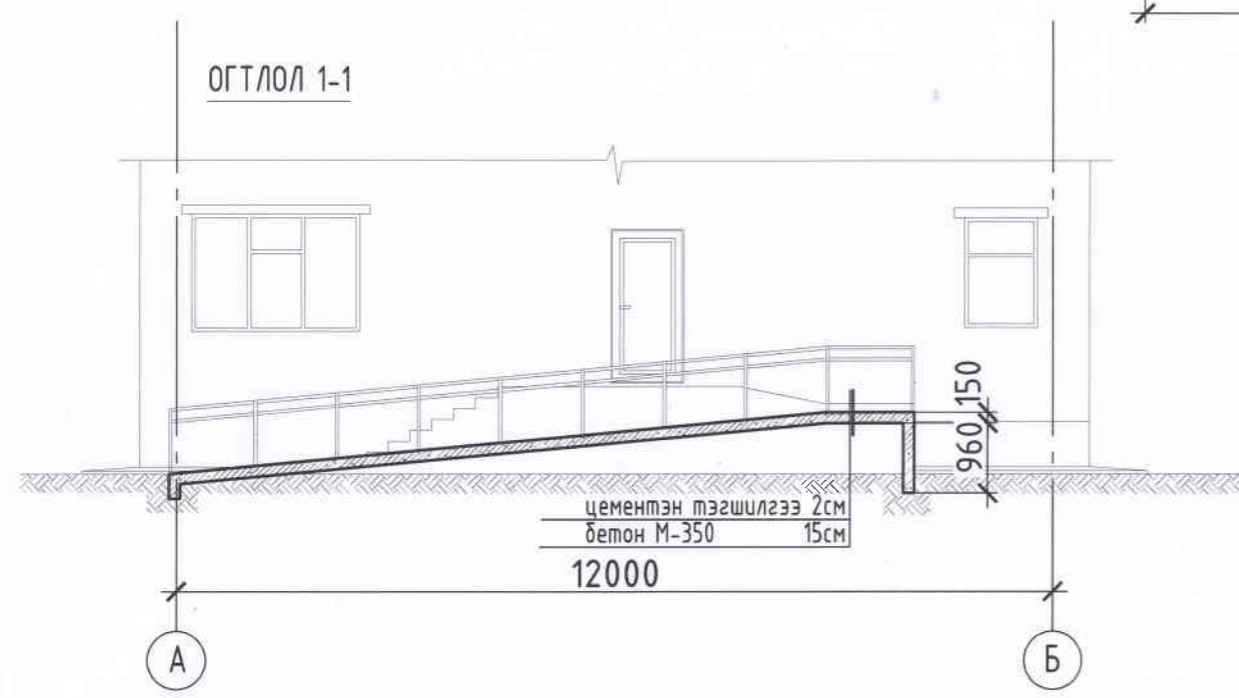 ОГТЛОЛ 1-1
150
960
цементэн тэгшилгээ 2см
бетон М-350 15см
12000
А
Б